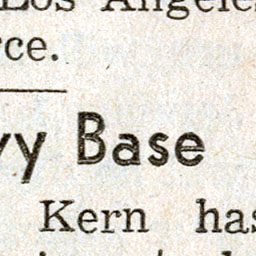 Los Angeles
rce.
vy Base
Kern has